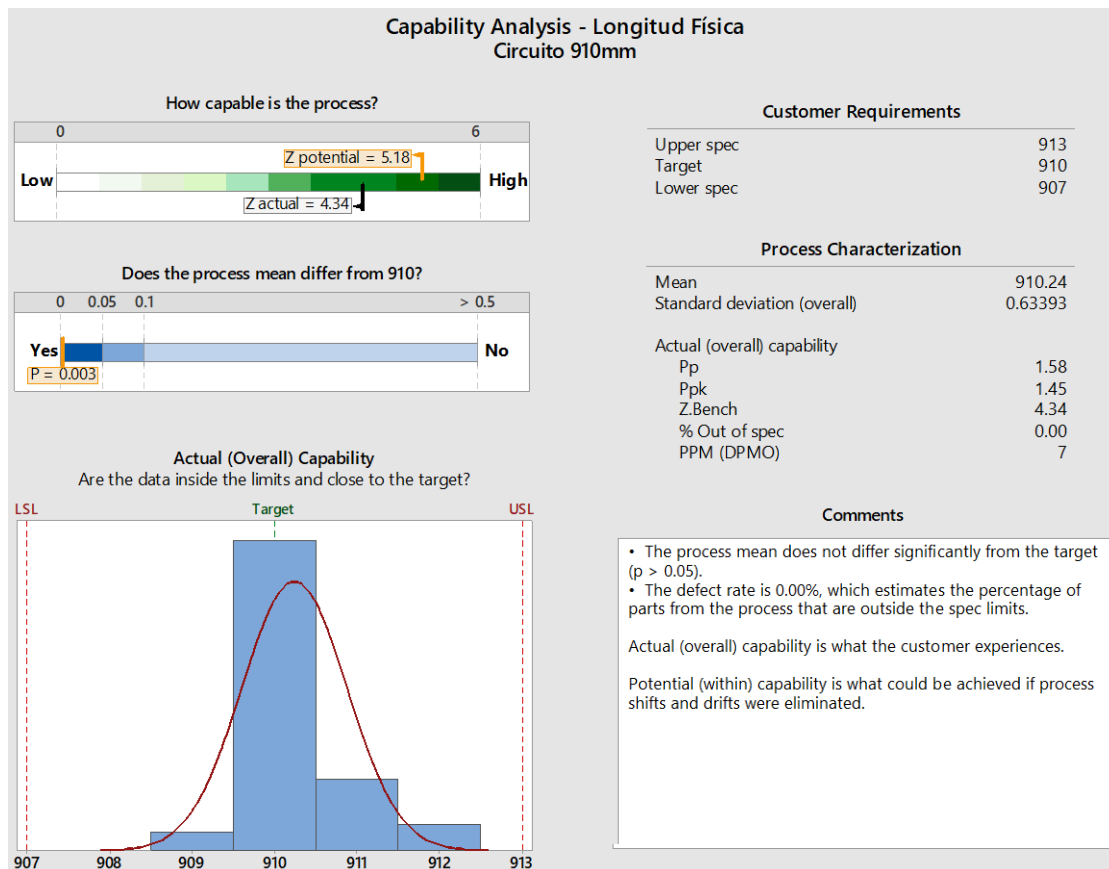 Capability Analysis - Longitud Física
Circuito 910mm
How capable is the process?
0 6
Z potential = 5.18
Low High
Z actual = 4.34
Does the process mean differ from 910?
0 0.05 0.1 > 0.5
Yes No
P = 0.003
Actual (Overall) Capability
Are the data inside the limits and close to the target?
LSL Target USL
907 908 909 910 911 912 913
Customer Requirements
Upper spec 913
Target 910
Lower spec 907
Process Characterization
Mean 910.24
Standard deviation (overall) 0.63393
Actual (overall) capability
Pp 1.58
Ppk 1.45
Z.Bench 4.34
% Out of spec 0.00
PPM (DPMO) 7
Comments
• The process mean does not differ significantly from the target
(p > 0.05).
• The defect rate is 0.00%, which estimates the percentage of
parts from the process that are outside the spec limits.
Actual (overall) capability is what the customer experiences.
Potential (within) capability is what could be achieved if process
shifts and drifts were eliminated.